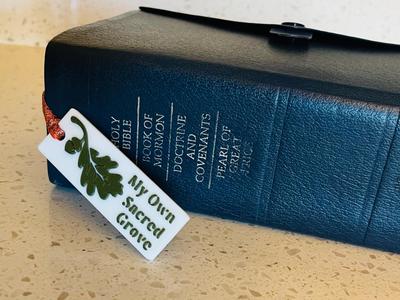 HOLY
BIBLE
BOOK OF
MORMON
DOCTRINE
AND
COVENANTS
PEARL OF
GREAT
PRICE
My Own
Sacred
Grove